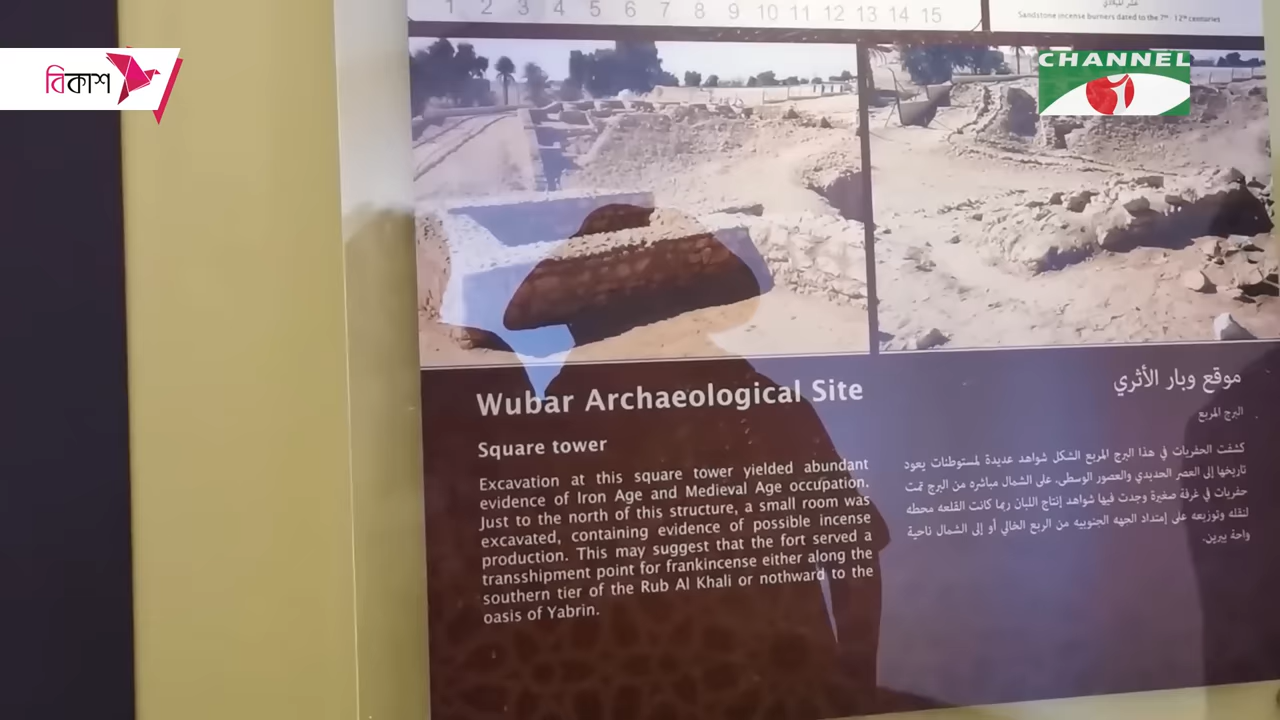 1 2 3 4 5 6 7 8 9 10 11 12 13 14 15
عشر الميلادي
Sandstone incense burners dated to the 7th 12th centuries
বিকাশ
CHANNEL
Wubar Archaeological Site
Square tower
Excavation at this square tower yielded abundant
evidence of Iron Age and Medieval Age occupation.
Just to the north of this structure, a small room was
excavated, containing evidence of possible incense
production. This may suggest that the fort served a
transshipment point for frankincense either along the
southern tier of the Rub Al Khali or nothward to the
oasis of Yabrin.
موقع وبار الأثري
البرج المربع
كشفت الحفريات في هذا البرج المربع الشكل شواهد عديدة لمستوطنات يعود
تاريخها إلى العصر الحديدي والعصور الوسطى. على الشمال مباشره من البرج تمت
حفريات في غرفة صغيرة وجدت فيها شواهد إنتاج اللبان ربما كانت القلعه محطه
لنقله وتوزيعه على إمتداد الجهه الجنوبيه من الربع الخالي أو إلى الشمال ناحية
واحة يبرين.